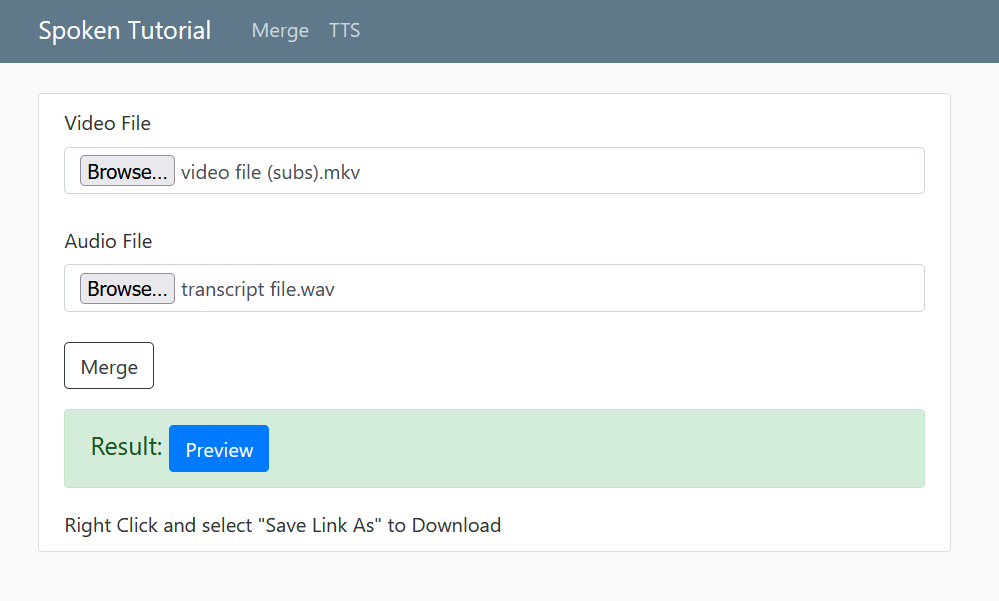 Spoken Tutorial Merge TTS
Video File
Browse... video file (subs).mkv
Audio File
Browse... transcript file.wav
Merge
Result: Preview
Right Click and select "Save Link As" to Download